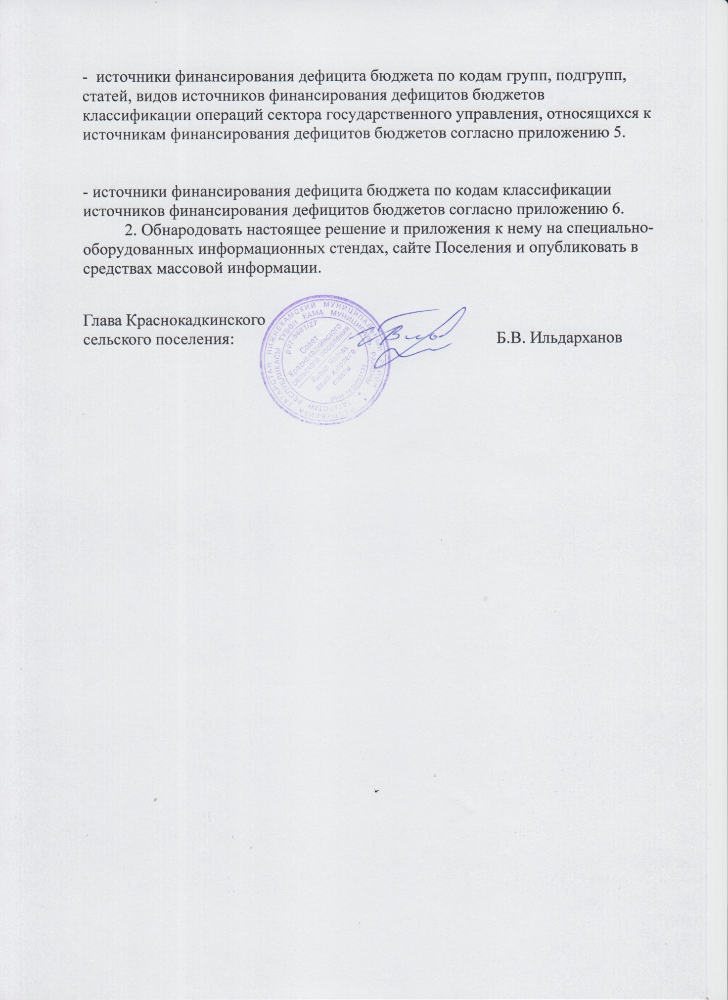 -  источники финансирования дефицита бюджета по кодам групп, подгрупп,
статей, видов источников финансирования дефицитов бюджетов
классификации операций сектора государственного управления, относящихся к
источникам финансирования дефицитов бюджетов согласно приложению 5.
- источники финансирования дефицита бюджета по кодам классификации
источников финансирования дефицитов бюджетов согласно приложению 6.
2. Обнародовать настоящее решение и приложения к нему на специально-
оборудованных информационных стендах, сайте Поселения и опубликовать в
средствах массовой информации.
Глава Краснокадкинского
сельского поселения:
Б.В. Ильдарханов
РЕСПУБЛИКА ТАТАРСТАН НИЖНЕКАМСКИЙ МУНИЦИПАЛЬНЫЙ РАЙОН *
ТАТАРСТАН РЕСПУБЛИКАСЫ ТҮБӘН КАМА МУНИЦИПАЛЬ РАЙОНЫ *
Р 07-5881/27
Совет
Краснокадкинского
сельского поселения
Кызыл Чапчак
авыл җирлеге
советы
ИНН 1630003130